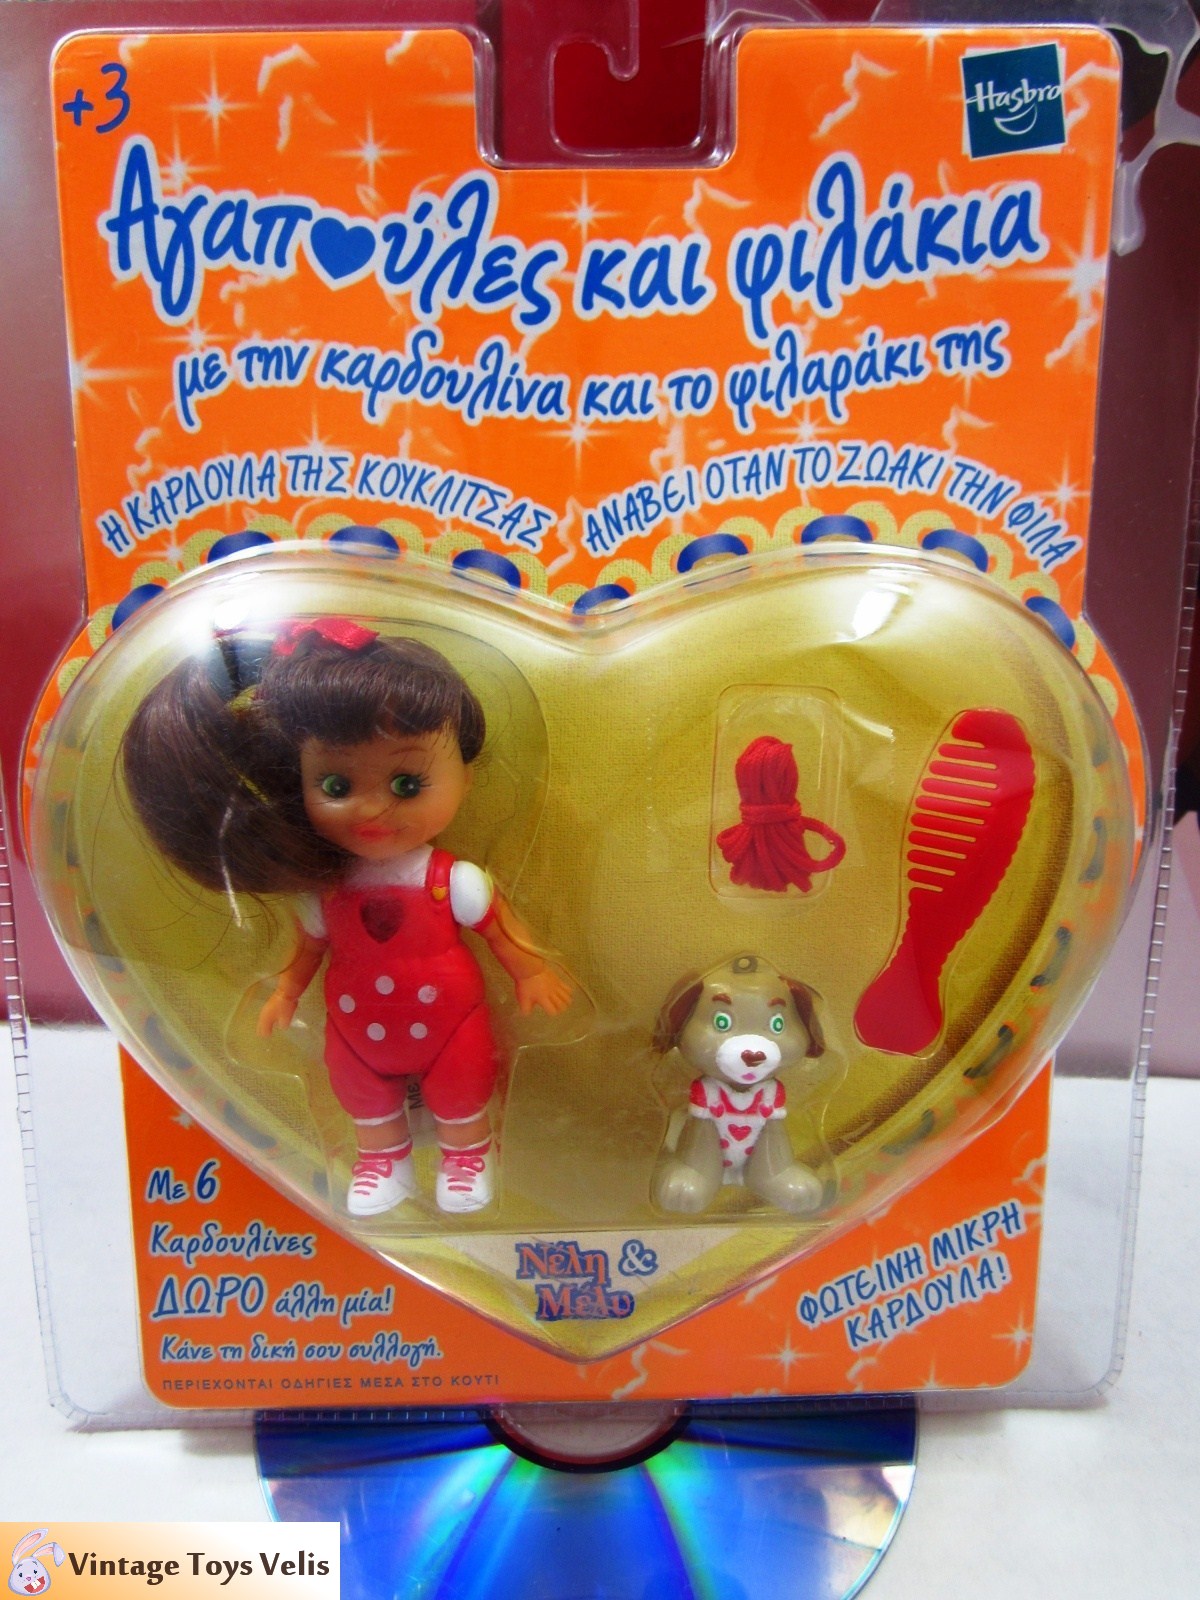 +3
Hasbro
Αγαπούλες και φιλάκια
με την καρδουλίνα και το φιλαράκι της
Η ΚΑΡΔΟΥΛΑ ΤΗΣ ΚΟΥΚΛΙΤΣΑΣ ΑΝΑΒΕΙ ΟΤΑΝ ΤΟ ΖΩΑΚΙ ΤΗΝ ΦΙΛΑ
Με 6
Καρδουλίνες
ΔΩΡΟ άλλη μία!
Κάνε τη δική σου συλλογή.
ΠΕΡΙΕΧΟΝΤΑΙ ΟΔΗΓΙΕΣ ΜΕΣΑ ΣΤΟ ΚΟΥΤΙ
Νέλη &
Μέλυ
ΦΩΤΕΙΝΗ ΜΙΚΡΗ
ΚΑΡΔΟΥΛΑ!
Vintage Toys Velis